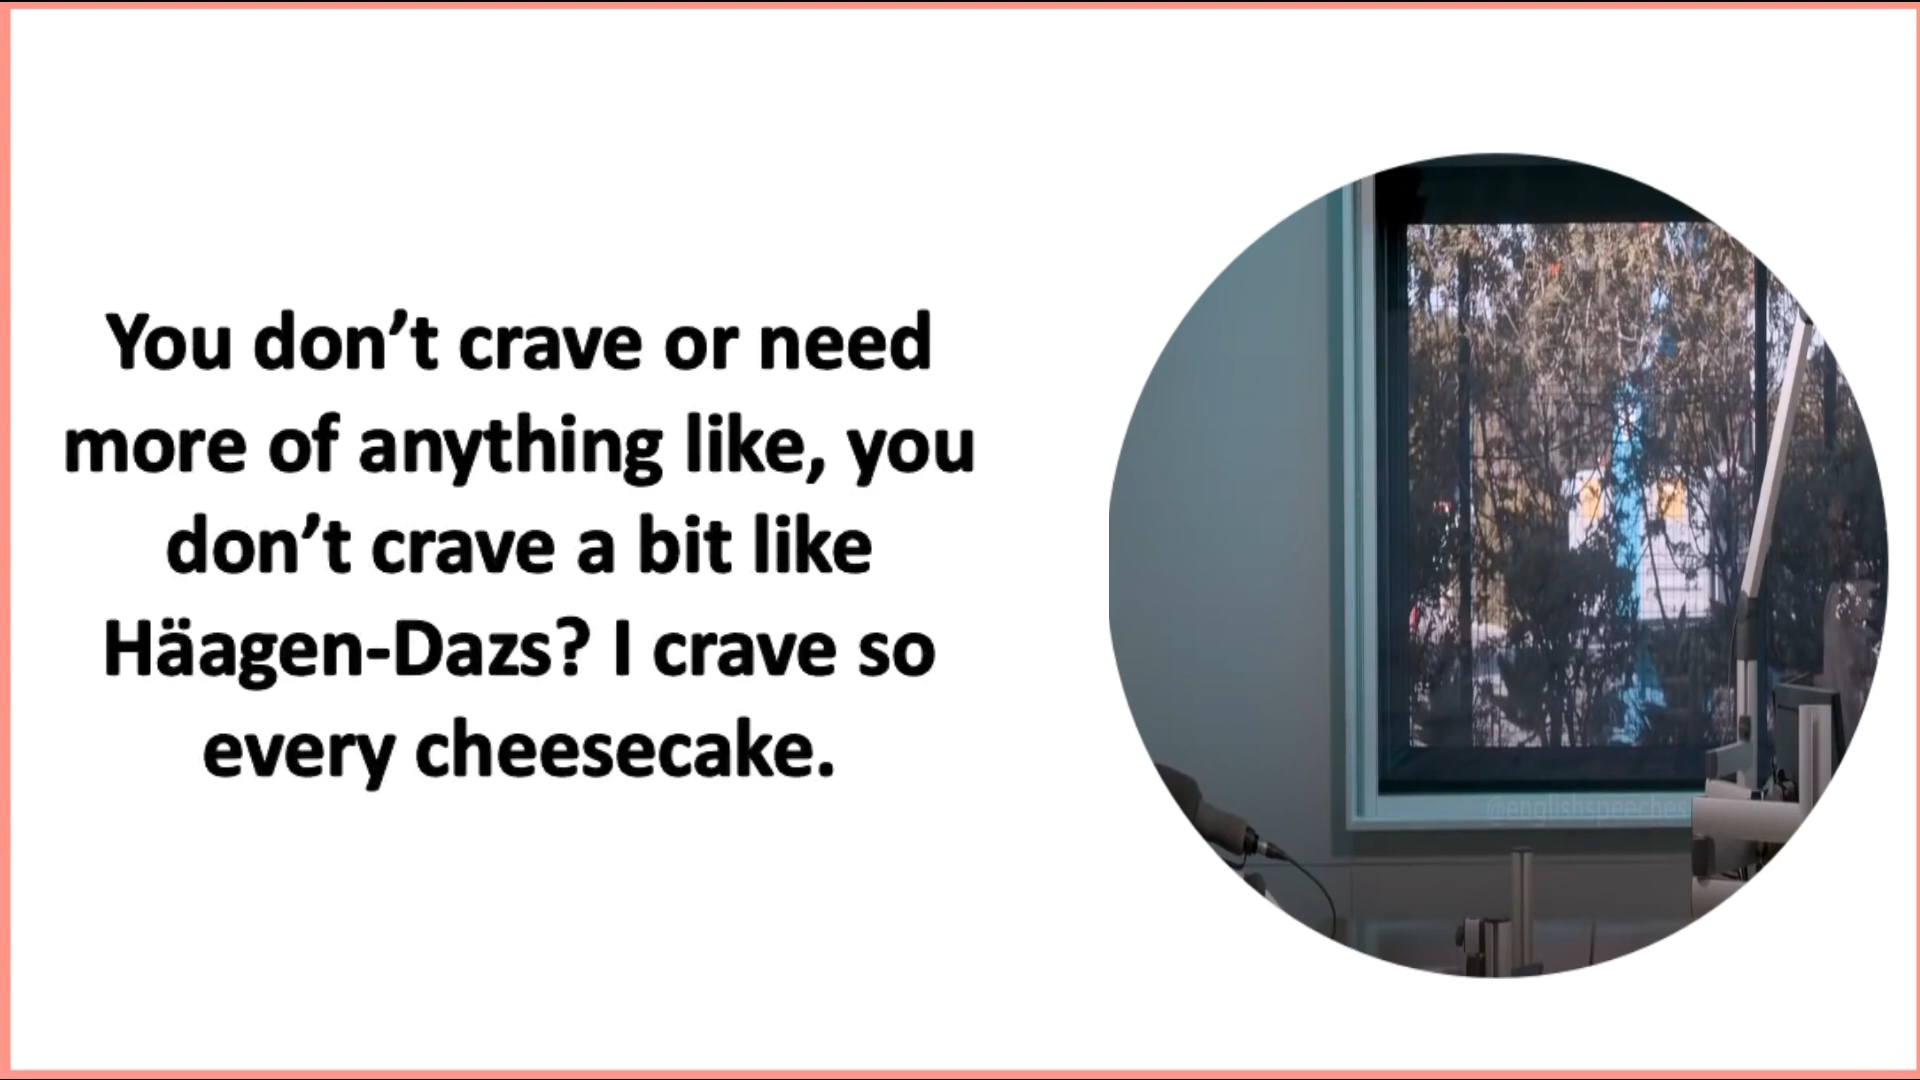 You don’t crave or need
more of anything like, you
don’t crave a bit like
Häagen-Dazs? I crave so
every cheesecake.
@englishspeeches